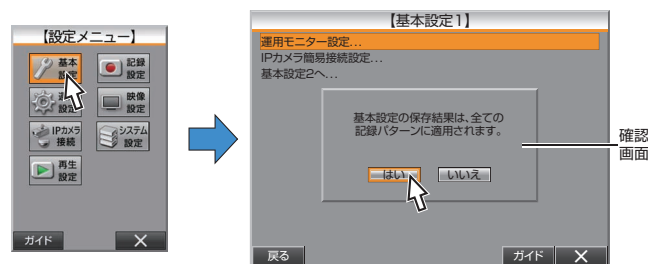 【設定メニュー】
基本
設定
記録
設定
設定
映像
設定
IPカメラ
接続
システム
設定
再生
設定
ガイド
【基本設定1】
運用モニター設定...
IPカメラ簡易接続設定...
基本設定2へ...
基本設定の保存結果は、全ての
記録パターンに適用されます。
はい
いいえ
戻る
ガイド
確認
画面